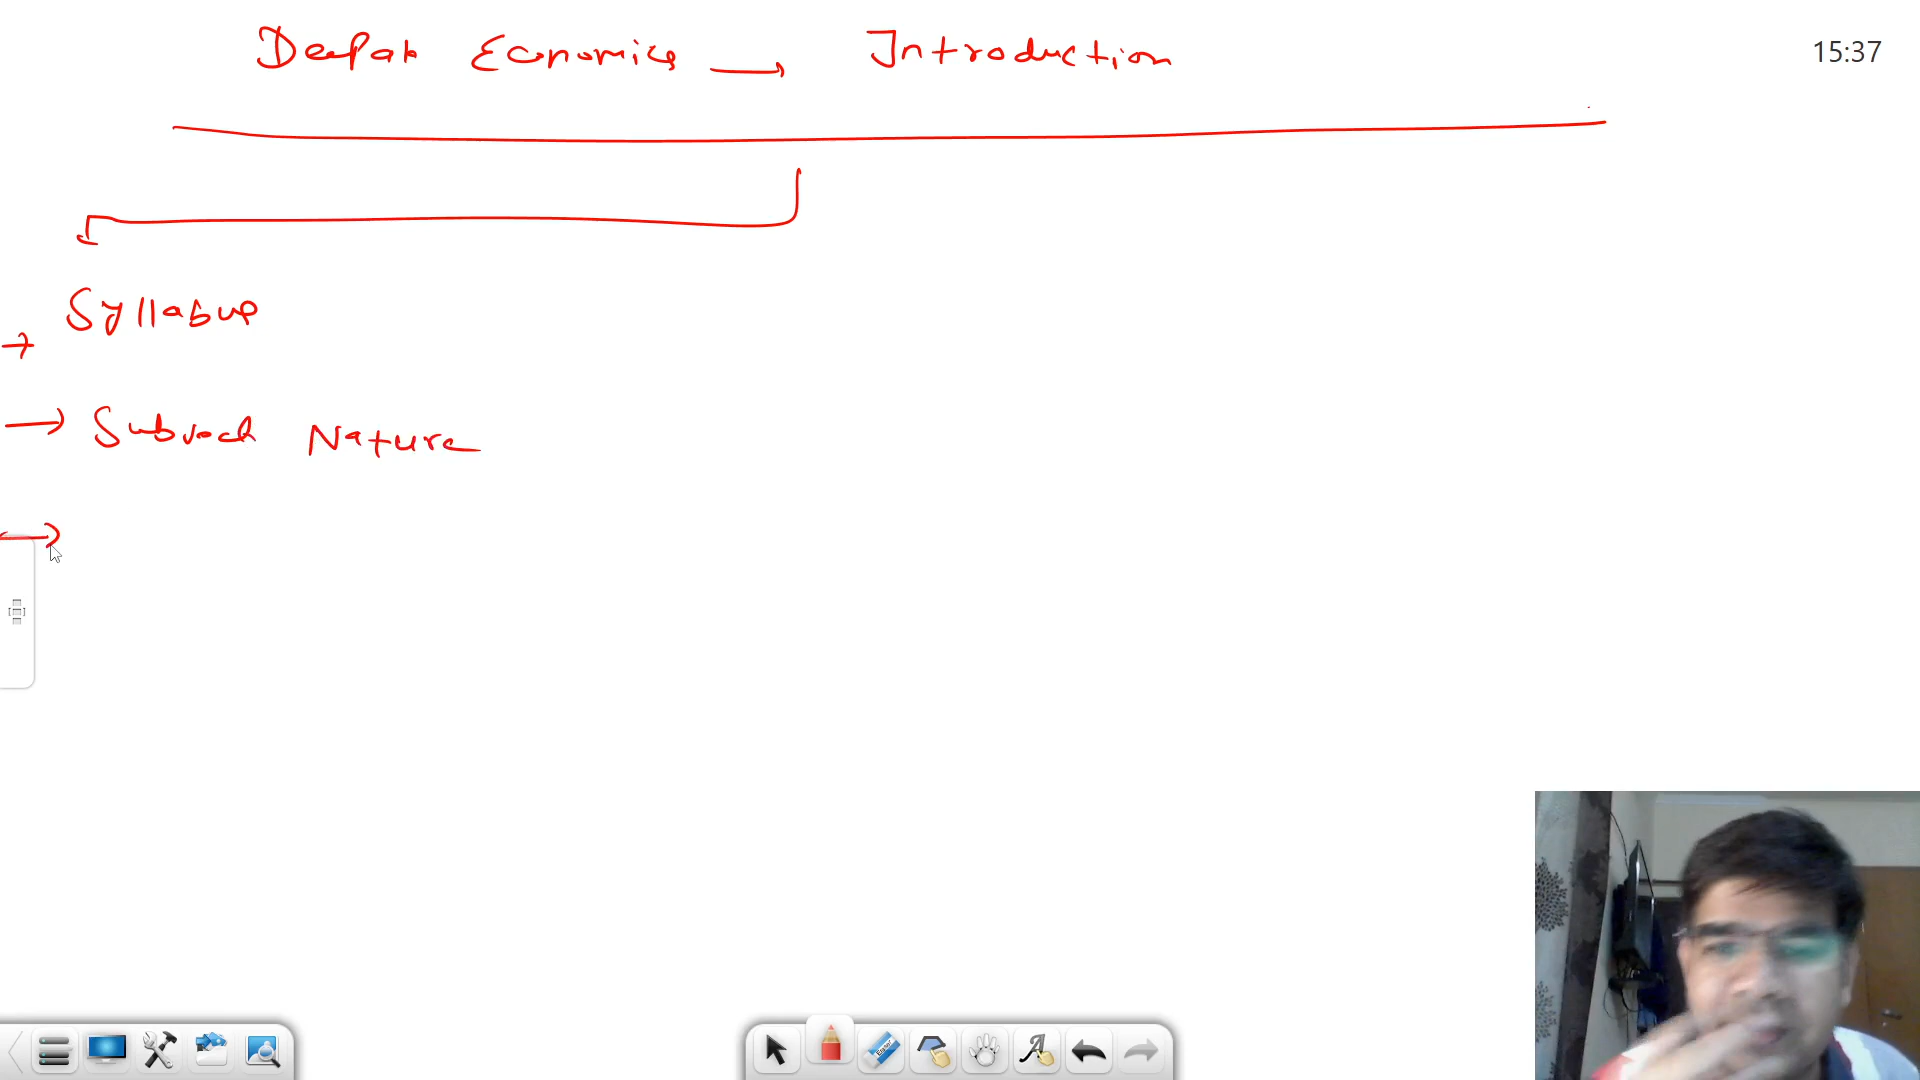 Deepak Economics → Introduction
15:37
Syllabus
→
→ Subject Nature
→